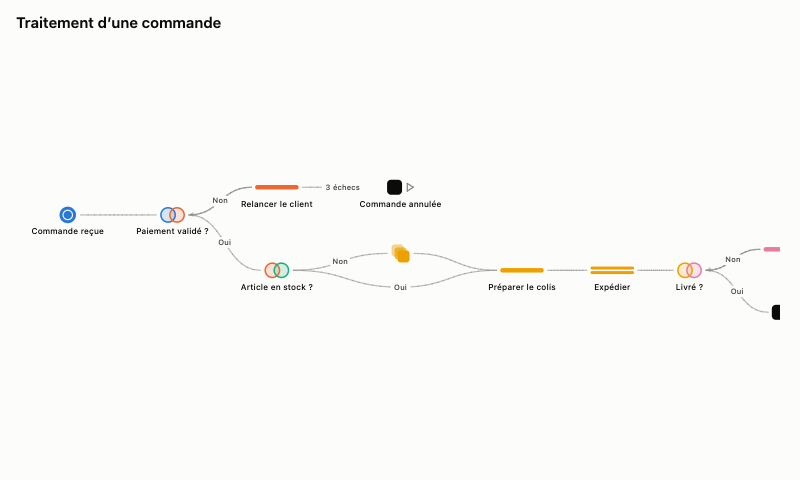 Traitement d’une commande
Non
3 échecs
Relancer le client
Commande annulée
Commande reçue
Paiement validé ?
Oui
Non
Article en stock ?
Oui
Préparer le colis
Expédier
Livré ?
Non
Oui